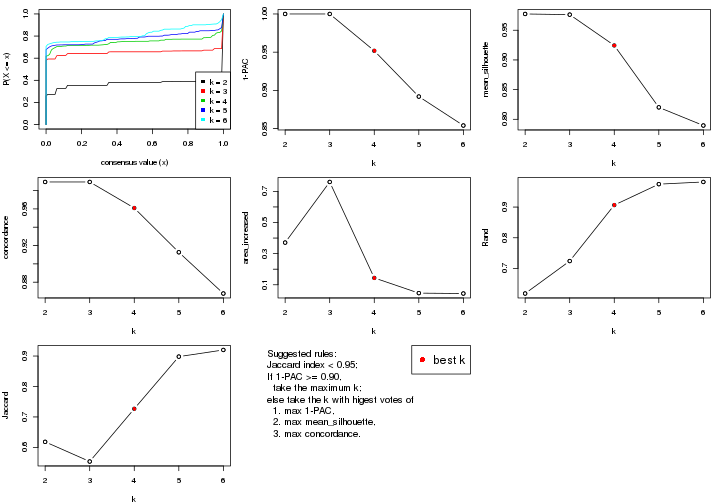 P(X <= x)
0.0 0.2 0.4 0.6 0.8 1.0
k = 2
k = 3
k = 4
k = 5
k = 6
0.0 0.2 0.4 0.6 0.8 1.0
consensus value (x)
1-PAC
0.85 0.90 0.95 1.00
2 3 4 5 6
k
mean_silhouette
0.80 0.85 0.90 0.95
2 3 4 5 6
k
concordance
0.88 0.92 0.96
2 3 4 5 6
k
area_increased
0.1 0.3 0.5 0.7
2 3 4 5 6
k
Rand
0.7 0.8 0.9
2 3 4 5 6
k
Jaccard
0.6 0.7 0.8 0.9
2 3 4 5 6
k
Suggested rules:
Jaccard index < 0.95;
If 1-PAC >= 0.90,
take the maximum k;
else take the k with higest votes of
1. max 1-PAC,
2. max mean_silhouette,
3. max concordance.
best k